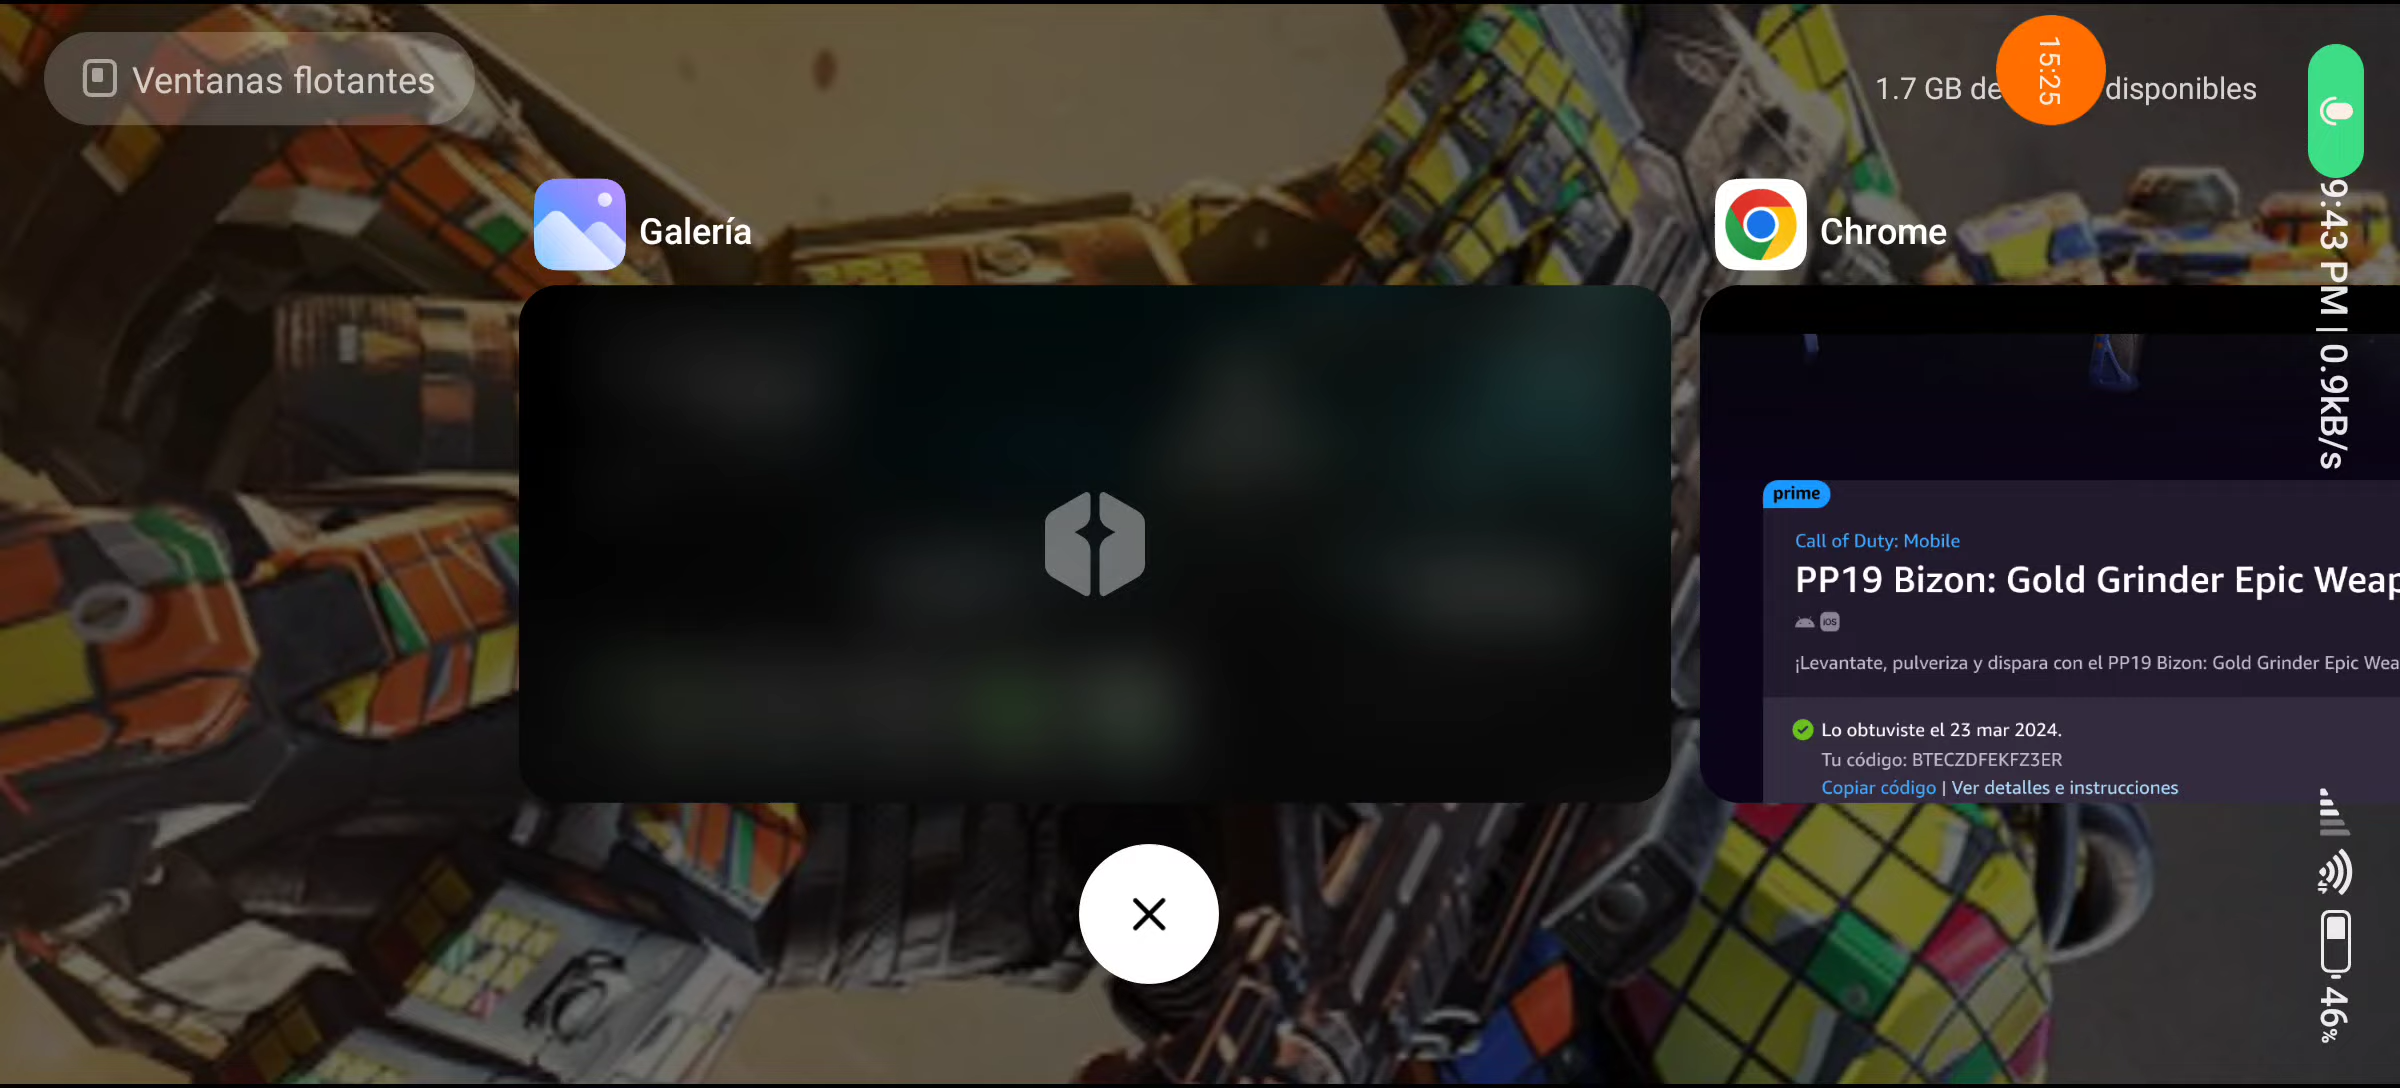 Ventanas flotantes
1.7 GB de
disponibles
15:25
9:43 PM | 0.9kB/s
46%
Galería
Chrome
prime
Call of Duty: Mobile
PP19 Bizon: Gold Grinder Epic Weap
iOS
¡Levantate, pulveriza y dispara con el PP19 Bizon: Gold Grinder Epic Wea
Lo obtuviste el 23 mar 2024.
Tu código: BTECZDFEKFZ3ER
Copiar código | Ver detalles e instrucciones